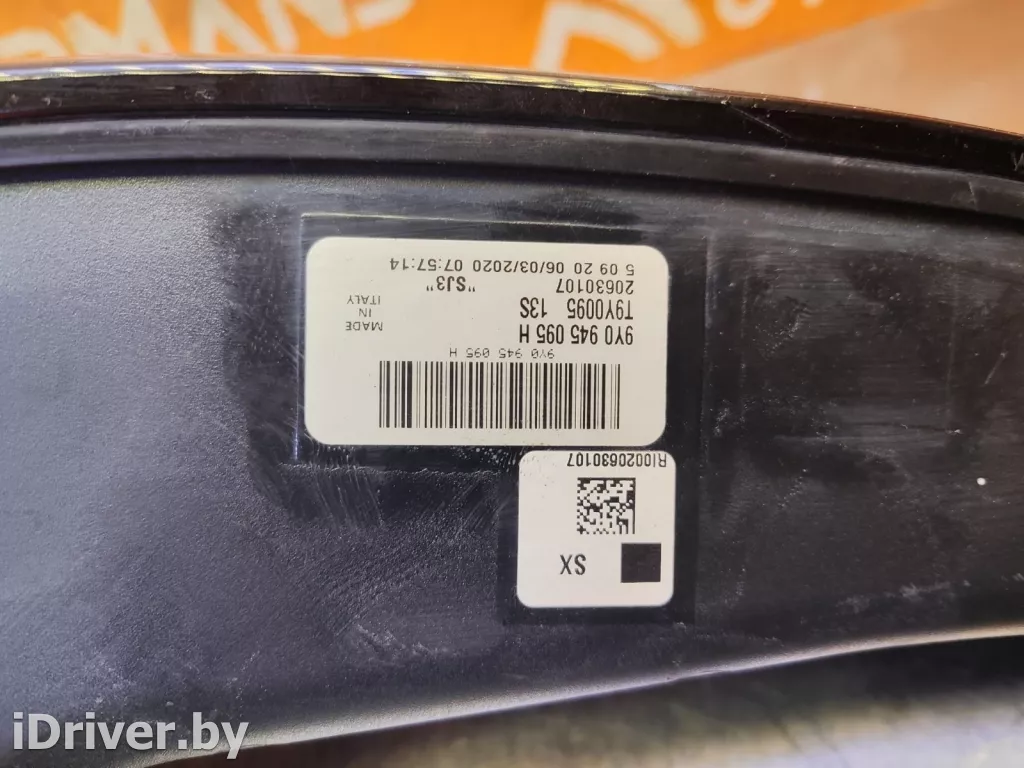 RI0020630107
SX
9Y0 945 095 H
9Y0 945 095 H
T9Y0095 13S
20630107 "SJ3"
5 09 20 06/03/2020 07:57:14
MADE
IN
ITALY
iDriver.by